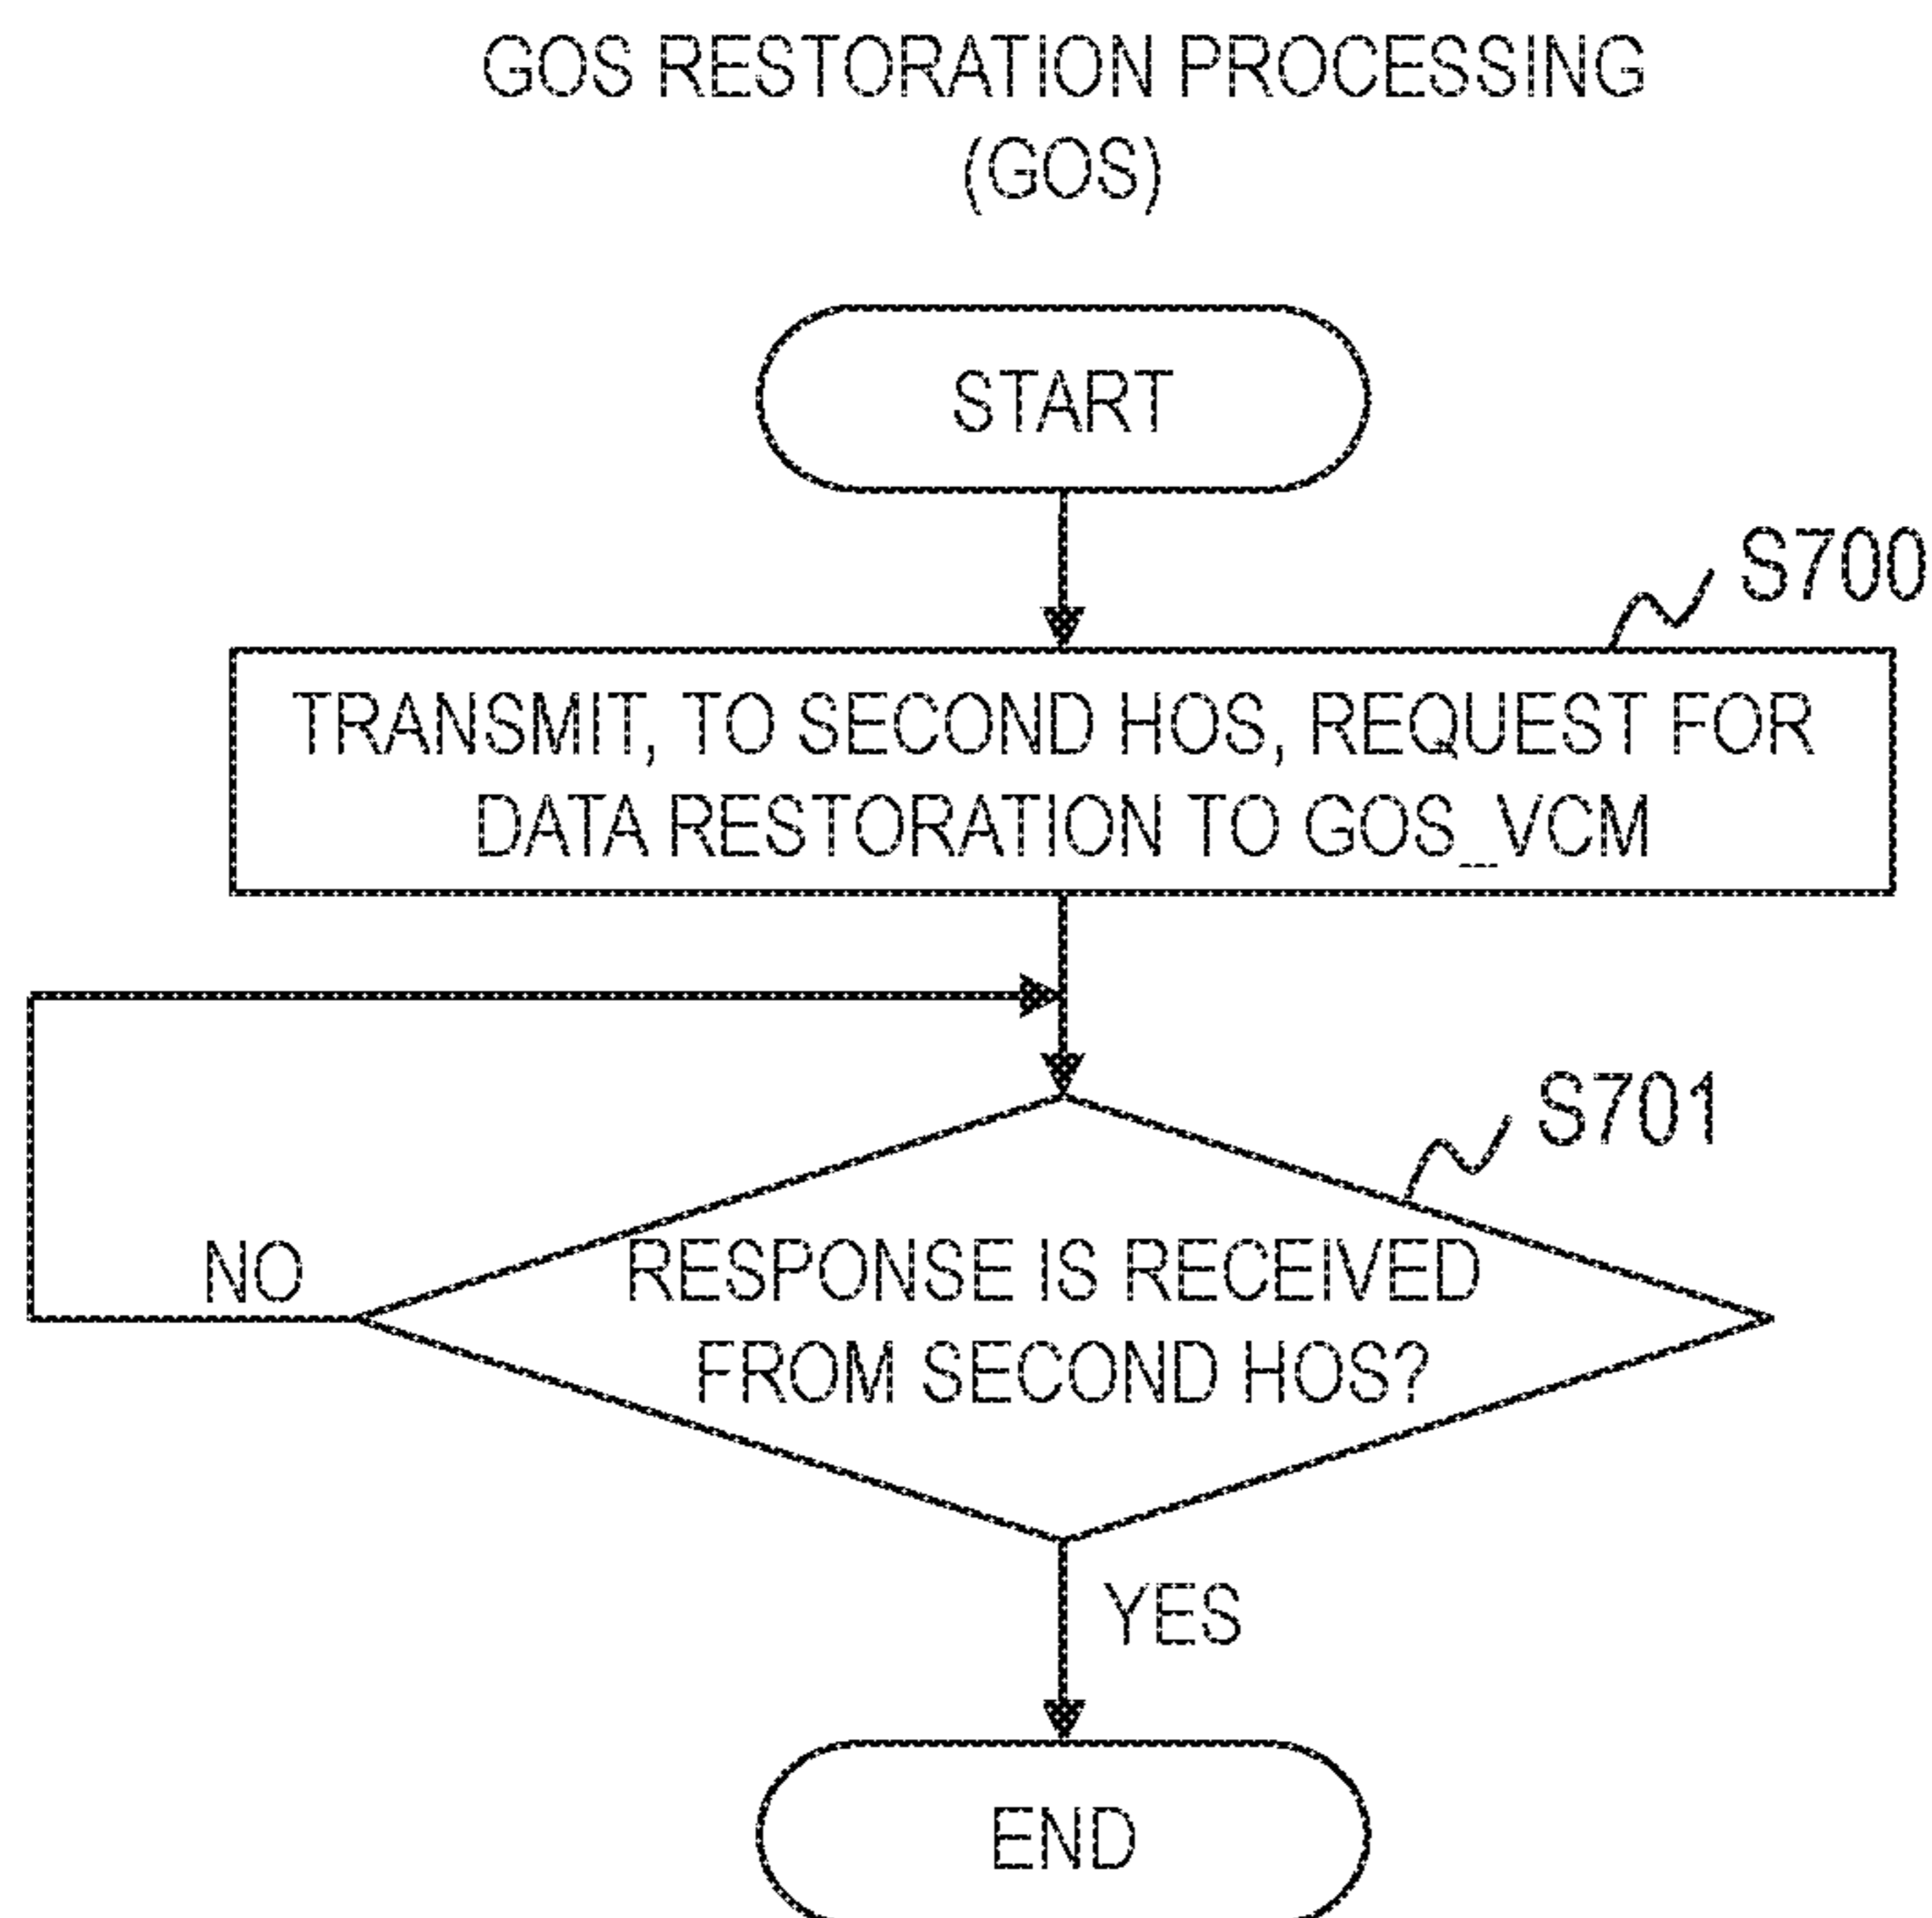 GOS RESTORATION PROCESSING
(GOS)
START
S700
TRANSMIT, TO SECOND HOS, REQUEST FOR
DATA RESTORATION TO GOS_VCM
S701
RESPONSE IS RECEIVED
FROM SECOND HOS?
NO
YES
END